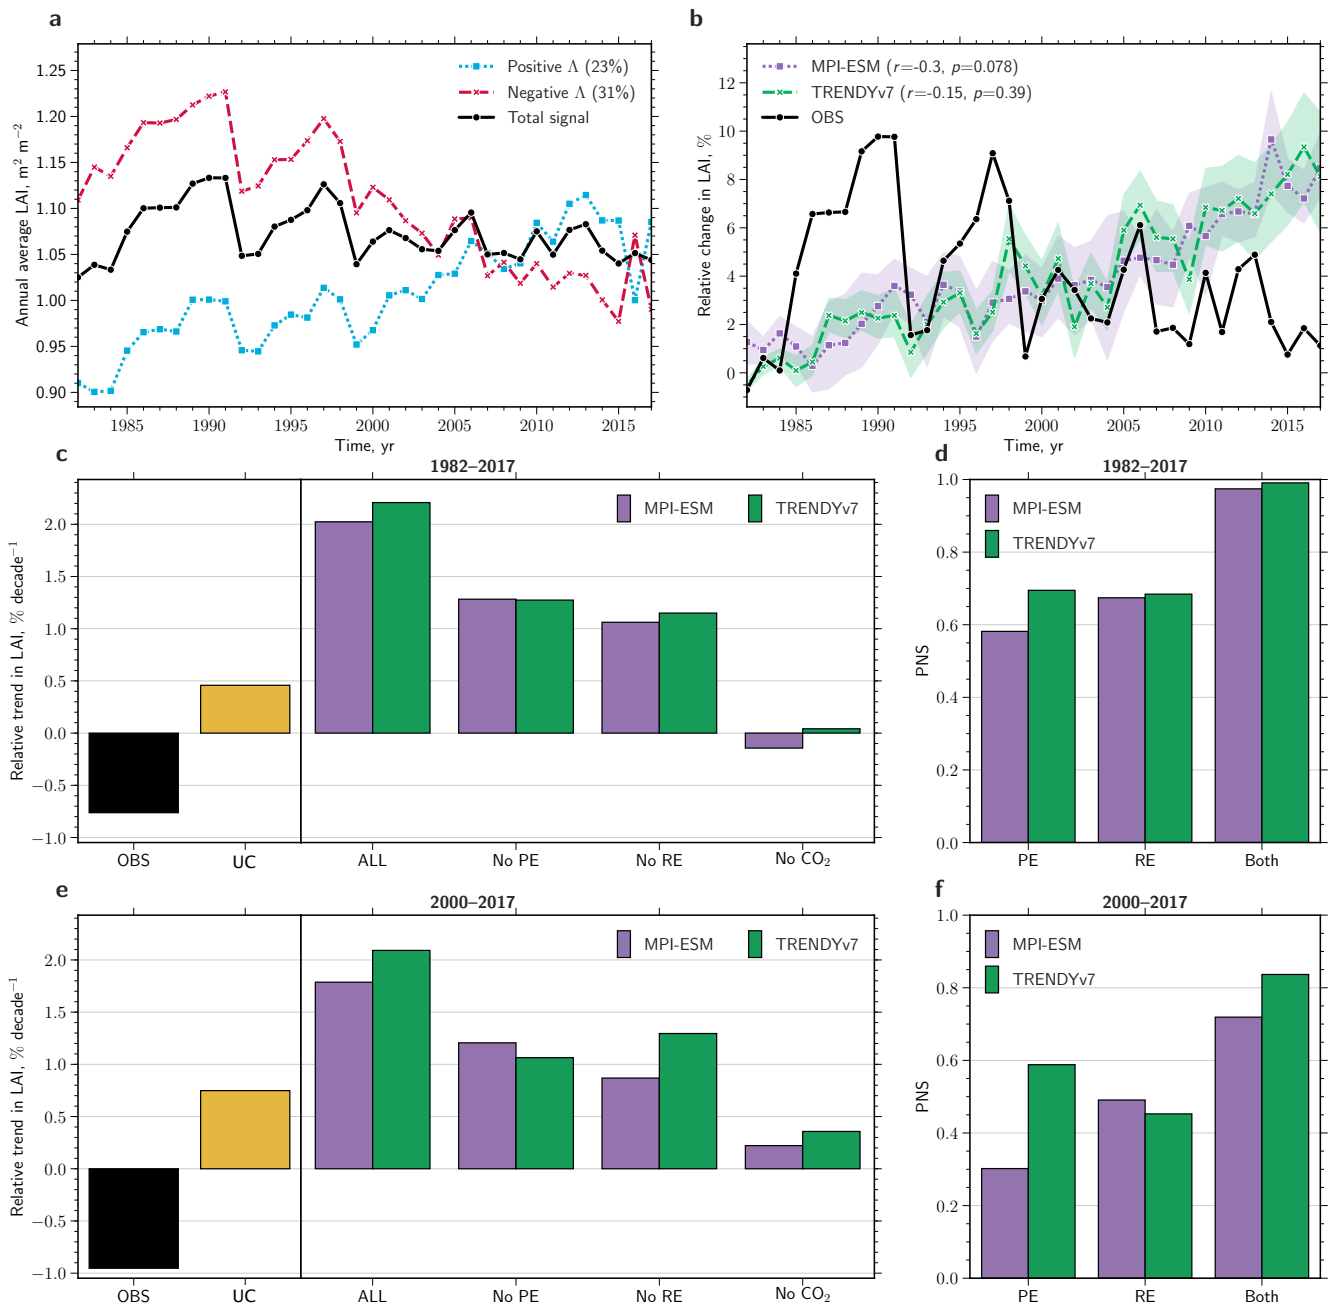 a
Annual average LAI, m² m⁻²
1.25
1.20
1.15
1.10
1.05
1.00
0.95
0.90
Positive Λ (23%)
Negative Λ (31%)
Total signal
1985 1990 1995 2000 2005 2010 2015
Time, yr
b
Relative change in LAI, %
12
10
8
6
4
2
0
MPI-ESM (r=-0.3, p=0.078)
TRENDYv7 (r=-0.15, p=0.39)
OBS
1985 1990 1995 2000 2005 2010 2015
Time, yr
c
1982–2017
Relative trend in LAI, % decade⁻¹
2.0
1.5
1.0
0.5
0.0
−0.5
−1.0
MPI-ESM TRENDYv7
OBS UC ALL No PE No RE No CO₂
d
1982–2017
PNS
1.0
0.8
0.6
0.4
0.2
0.0
MPI-ESM
TRENDYv7
PE RE Both
e
2000–2017
Relative trend in LAI, % decade⁻¹
2.0
1.5
1.0
0.5
0.0
−0.5
−1.0
MPI-ESM TRENDYv7
OBS UC ALL No PE No RE No CO₂
f
2000–2017
PNS
1.0
0.8
0.6
0.4
0.2
0.0
MPI-ESM
TRENDYv7
PE RE Both